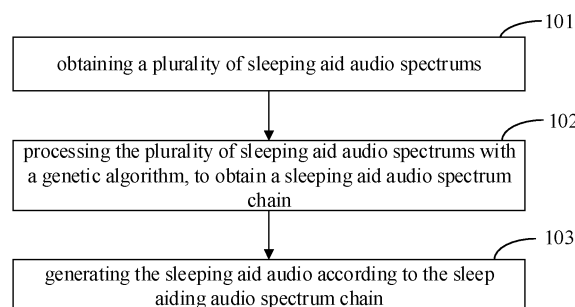 101
obtaining a plurality of sleeping aid audio spectrums
102
processing the plurality of sleeping aid audio spectrums with
a genetic algorithm, to obtain a sleeping aid audio spectrum
chain
103
generating the sleeping aid audio according to the sleep
aiding audio spectrum chain